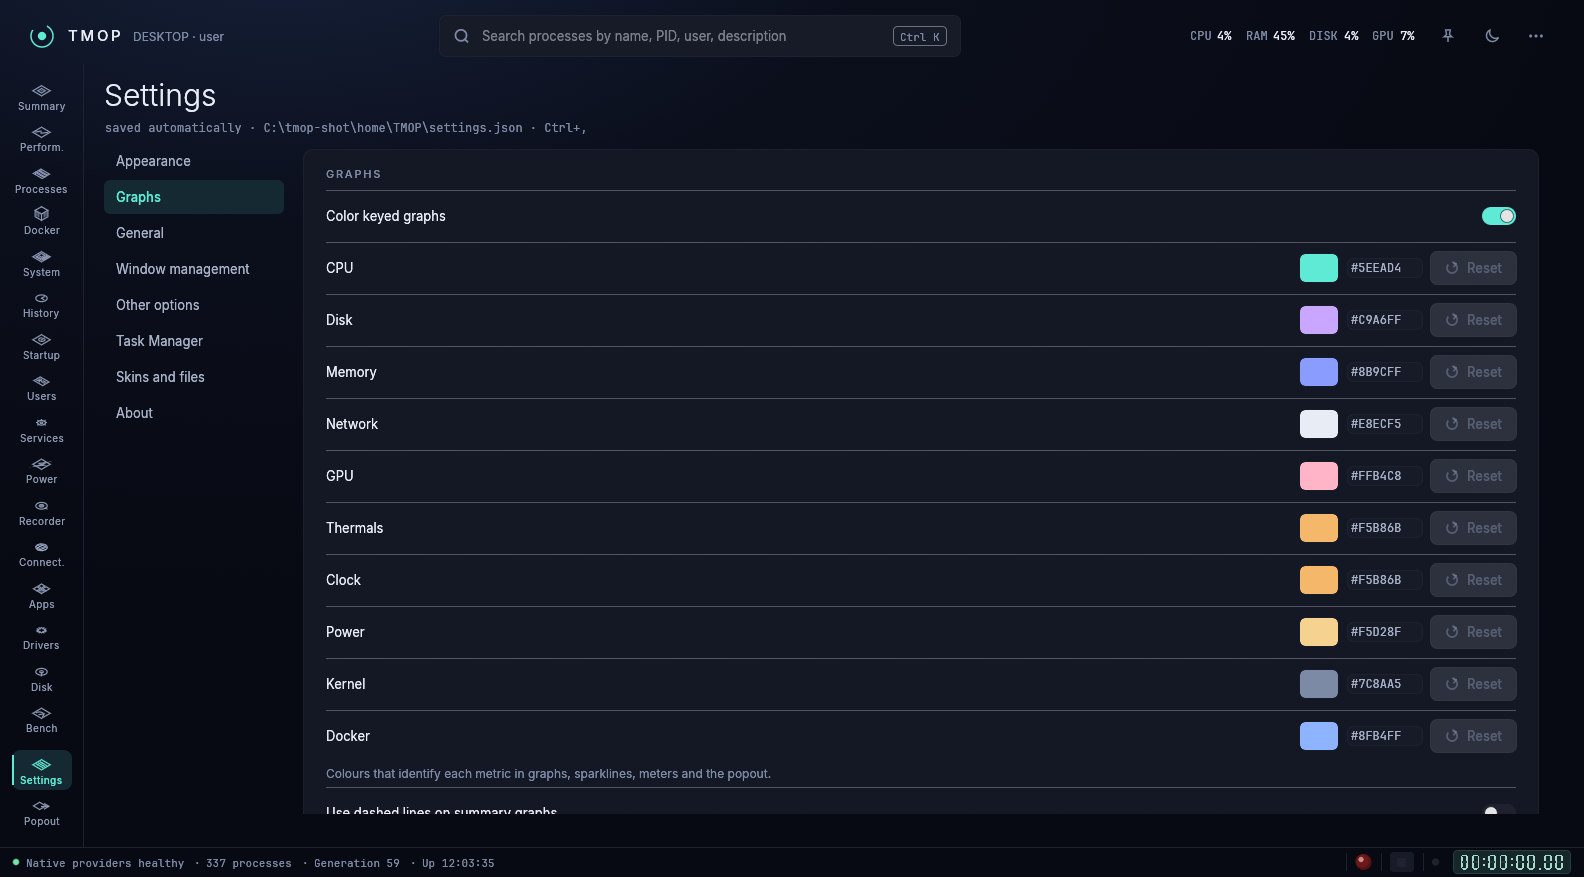 TMOP DESKTOP · user
Search processes by name, PID, user, description Ctrl K
CPU 4% RAM 45% DISK 4% GPU 7%
Summary
Perform.
Processes
Docker
System
History
Startup
Users
Services
Power
Recorder
Connect.
Apps
Drivers
Disk
Bench
Settings
Popout
Settings
saved automatically · C:\tmop-shot\home\TMOP\settings.json · Ctrl+,
Appearance
Graphs
General
Window management
Other options
Task Manager
Skins and files
About
GRAPHS
Color keyed graphs
CPU #5EEAD4 Reset
Disk #C9A6FF Reset
Memory #8B9CFF Reset
Network #E8ECF5 Reset
GPU #FFB4C8 Reset
Thermals #F5B86B Reset
Clock #F5B86B Reset
Power #F5D28F Reset
Kernel #7C8AA5 Reset
Docker #8FB4FF Reset
Colours that identify each metric in graphs, sparklines, meters and the popout.
Use dashed lines on summary graphs
Native providers healthy · 337 processes · Generation 59 · Up 12:03:35
00:00:00.00